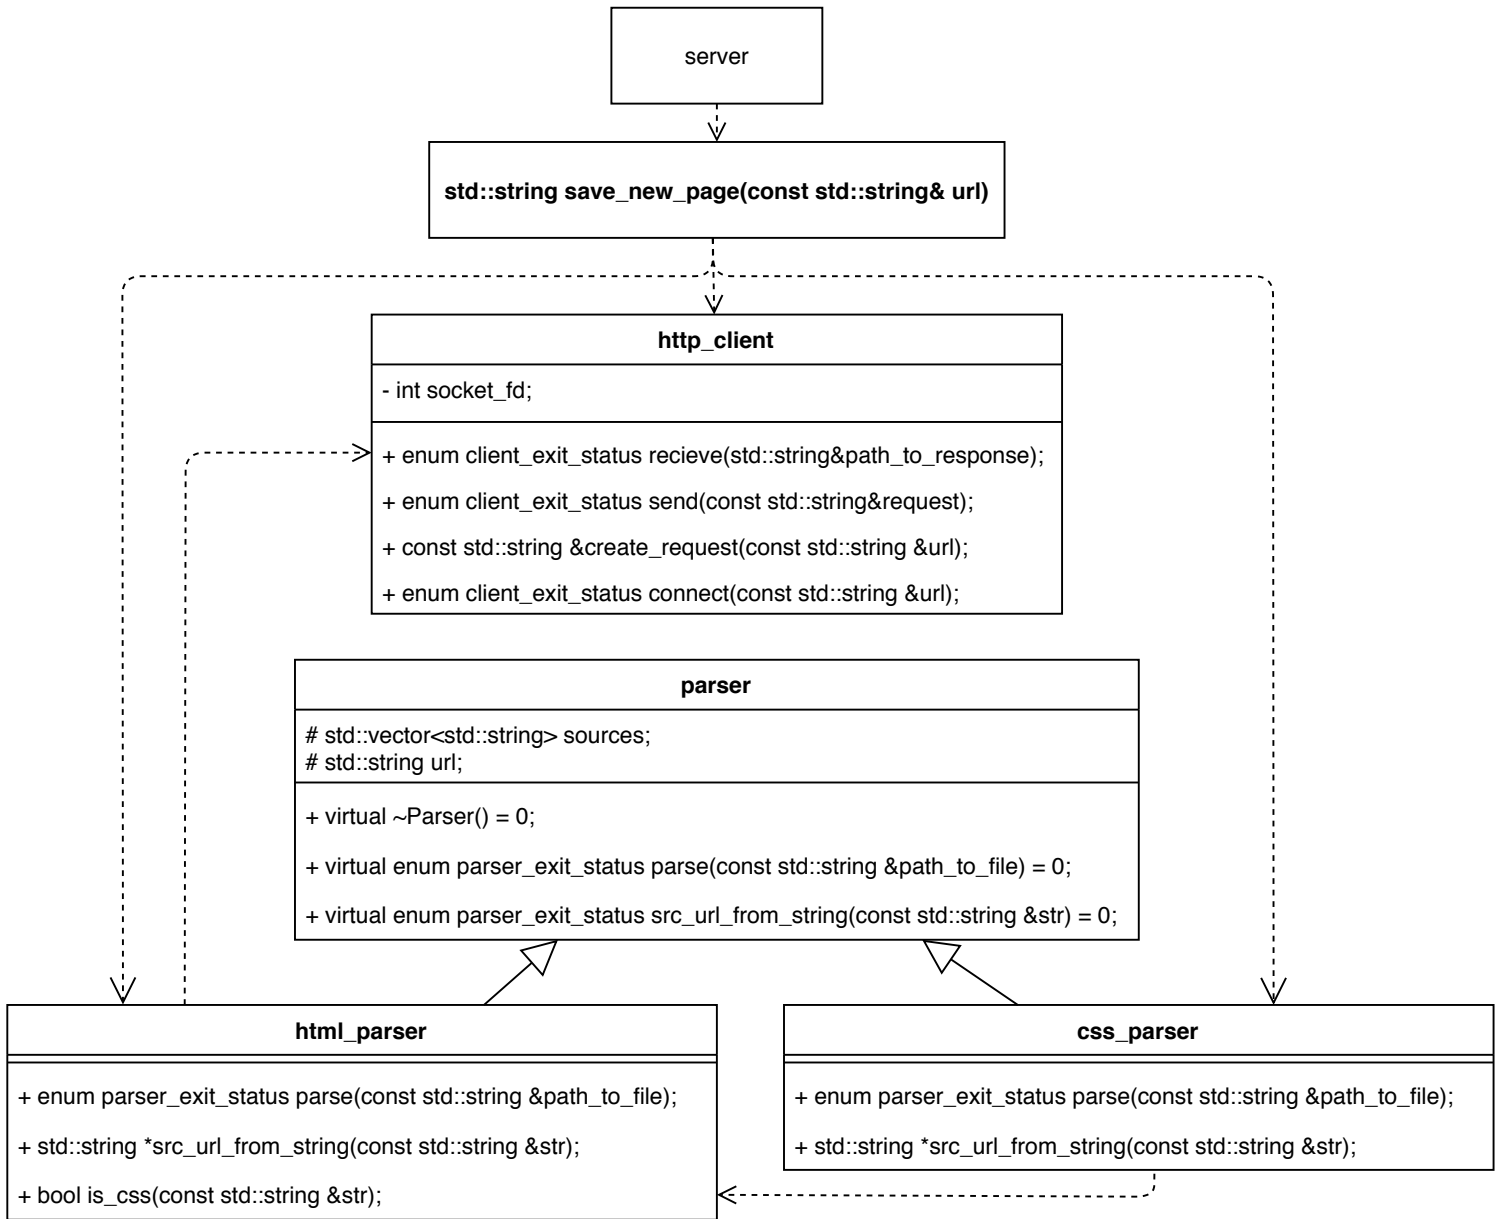 server
std::string save_new_page(const std::string& url)
http_client
- int socket_fd;
+ enum client_exit_status recieve(std::string&path_to_response);
+ enum client_exit_status send(const std::string&request);
+ const std::string &create_request(const std::string &url);
+ enum client_exit_status connect(const std::string &url);
parser
# std::vector<std::string> sources;
# std::string url;
+ virtual ~Parser() = 0;
+ virtual enum parser_exit_status parse(const std::string &path_to_file) = 0;
+ virtual enum parser_exit_status src_url_from_string(const std::string &str) = 0;
html_parser
+ enum parser_exit_status parse(const std::string &path_to_file);
+ std::string *src_url_from_string(const std::string &str);
+ bool is_css(const std::string &str);
css_parser
+ enum parser_exit_status parse(const std::string &path_to_file);
+ std::string *src_url_from_string(const std::string &str);